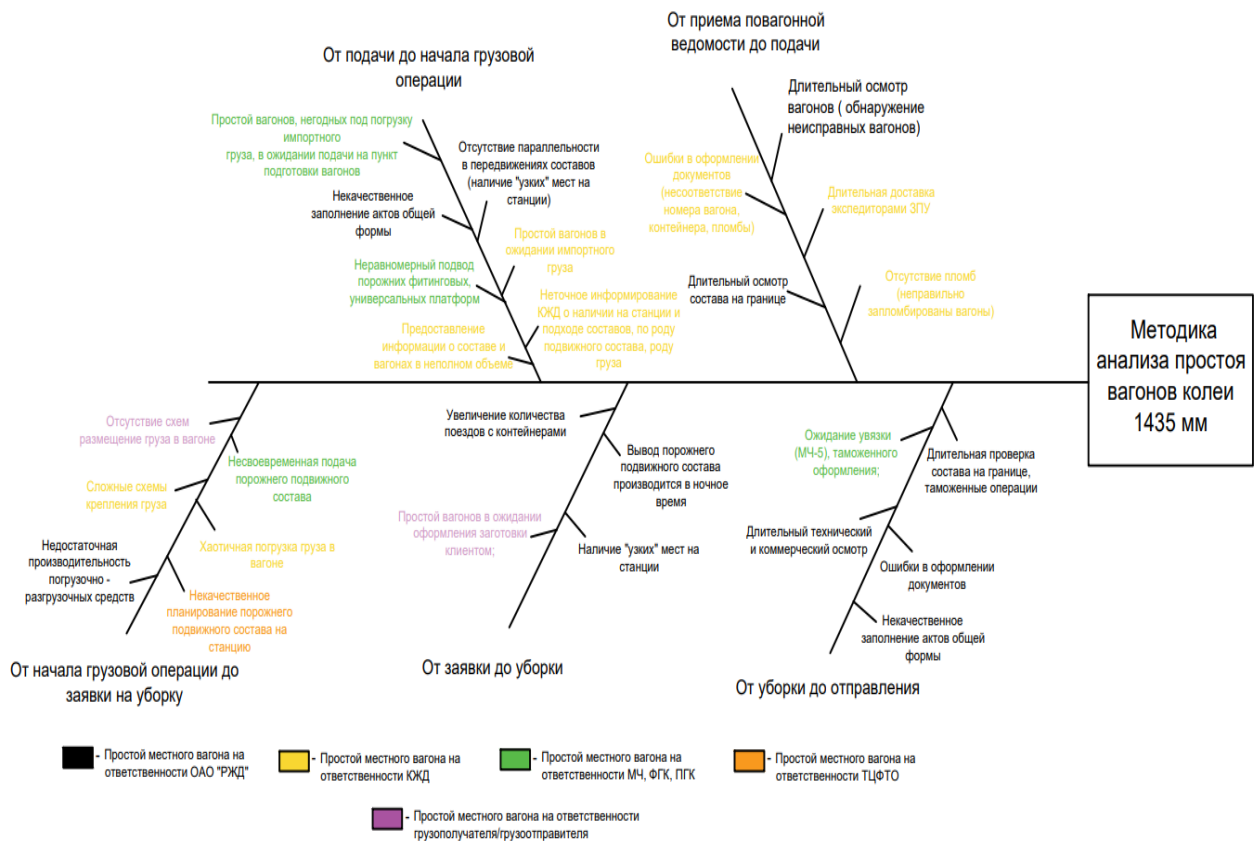 От приема повагонной
ведомости до подачи
От подачи до начала грузовой
операции
Простой вагонов, негодных под погрузку
импортного
груза, в ожидании подачи на пункт
подготовки вагонов
Отсутствие параллельности
в передвижениях составов
(наличие "узких" мест на
станции)
Некачественное
заполнение актов общей
формы
Простой вагонов в
ожидании импортного
груза
Неравномерный подвод
порожних фитинговых,
универсальных платформ
Неточное информирование
КЖД о наличии на станции и
подходе составов, по роду
подвижного состава, роду
груза
Предоставление
информации о составе и
вагонах в неполном объеме
Длительный осмотр
вагонов ( обнаружение
неисправных вагонов)
Ошибки в оформлении
документов
(несоответствие
номера вагона,
контейнера, пломбы)
Длительная доставка
экспедиторами ЗПУ
Длительный осмотр
состава на границе
Отсутствие пломб
(неправильно
запломбированы вагоны)
Методика
анализа простоя
вагонов колеи
1435 мм
Отсутствие схем
размещение груза в вагоне
Несвоевременная подача
порожнего подвижного
состава
Сложные схемы
крепления груза
Хаотичная погрузка груза в
вагоне
Недостаточная
производительность
погрузочно -
разгрузочных средств
Некачественное
планирование порожнего
подвижного состава на
станцию
От начала грузовой операции до
заявки на уборку
Увеличение количества
поездов с контейнерами
Вывод порожнего
подвижного состава
производится в ночное
время
Простой вагонов в ожидании
оформления заготовки
клиентом;
Наличие "узких" мест на
станции
От заявки до уборки
Ожидание увязки
(МЧ-5), таможенного
оформления;
Длительная проверка
состава на границе,
таможенные операции
Длительный технический
и коммерческий осмотр
Ошибки в оформлении
документов
Некачественное
заполнение актов общей
формы
От уборки до отправления
- Простой местного вагона на
ответственности ОАО "РЖД"
- Простой местного вагона на
ответственности КЖД
- Простой местного вагона на
ответственности МЧ, ФГК, ПГК
- Простой местного вагона на
ответственности ТЦФТО
- Простой местного вагона на ответственности
грузополучателя/грузоотправителя